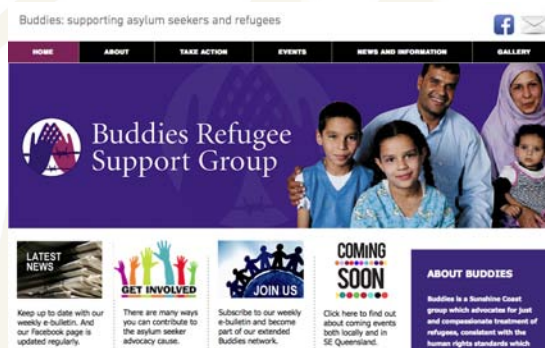 Buddies: supporting asylum seekers and refugees
HOME
ABOUT
TAKE ACTION
EVENTS
NEWS AND INFORMATION
GALLERY
Buddies Refugee
Support Group
LATEST
NEWS
Keep up to date with our
weekly e-bulletin. And
our Facebook page is
updated regularly.
GET INVOLVED
There are many ways
you can contribute to
the asylum seeker
advocacy cause.
JOIN US
Subscribe to our weekly
e-bulletin and become
part of our extended
Buddies network.
COMING
SOON
Click here to find out
about coming events
both locally and in
SE Queensland.
ABOUT BUDDIES
Buddies is a Sunshine Coast
group which advocates for just
and compassionate treatment of
refugees, consistent with the
human rights standards which